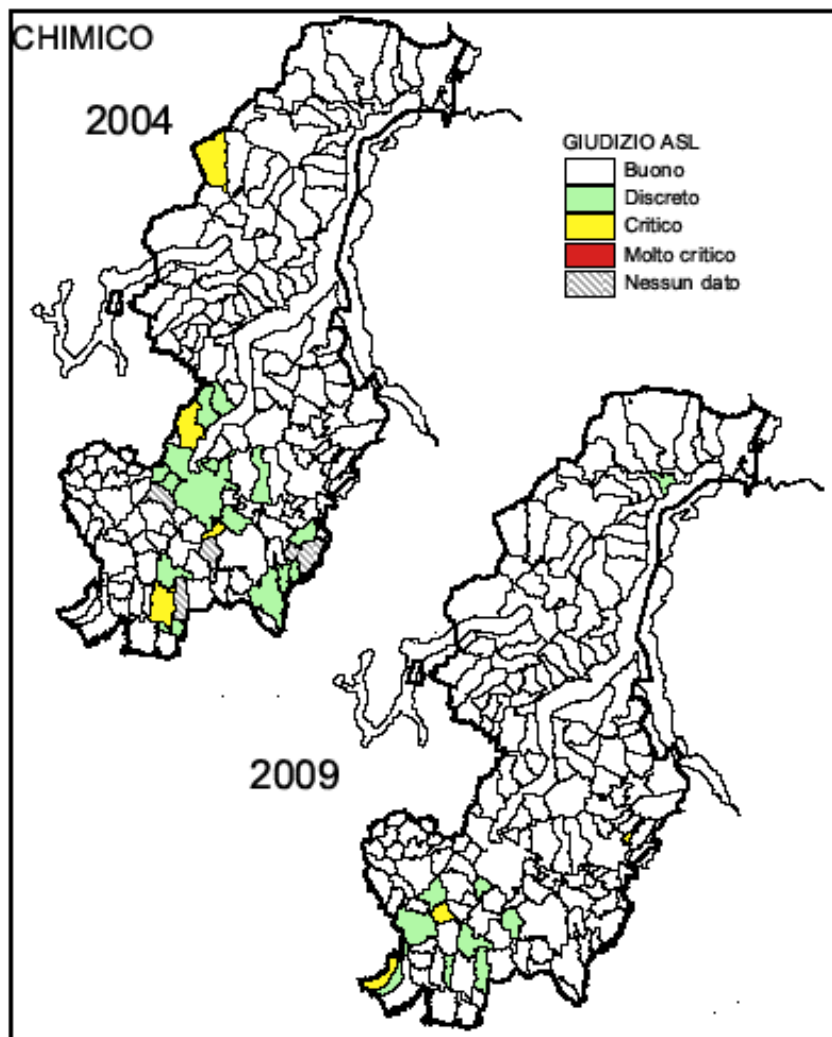 CHIMICO
2004
GIUDIZIO ASL
Buono
Discreto
Critico
Molto critico
Nessun dato
2009